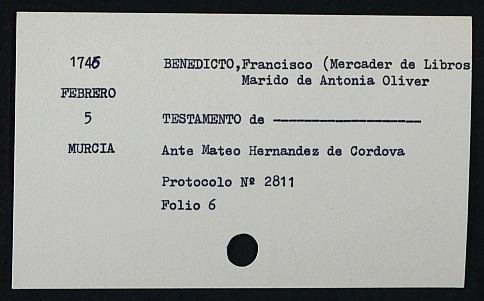 1746
BENEDICTO,Francisco (Mercader de Libros
Marido de Antonia Oliver
FEBRERO
5
TESTAMENTO de -------------------
MURCIA
Ante Mateo Hernandez de Cordova
Protocolo Nº 2811
Folio 6